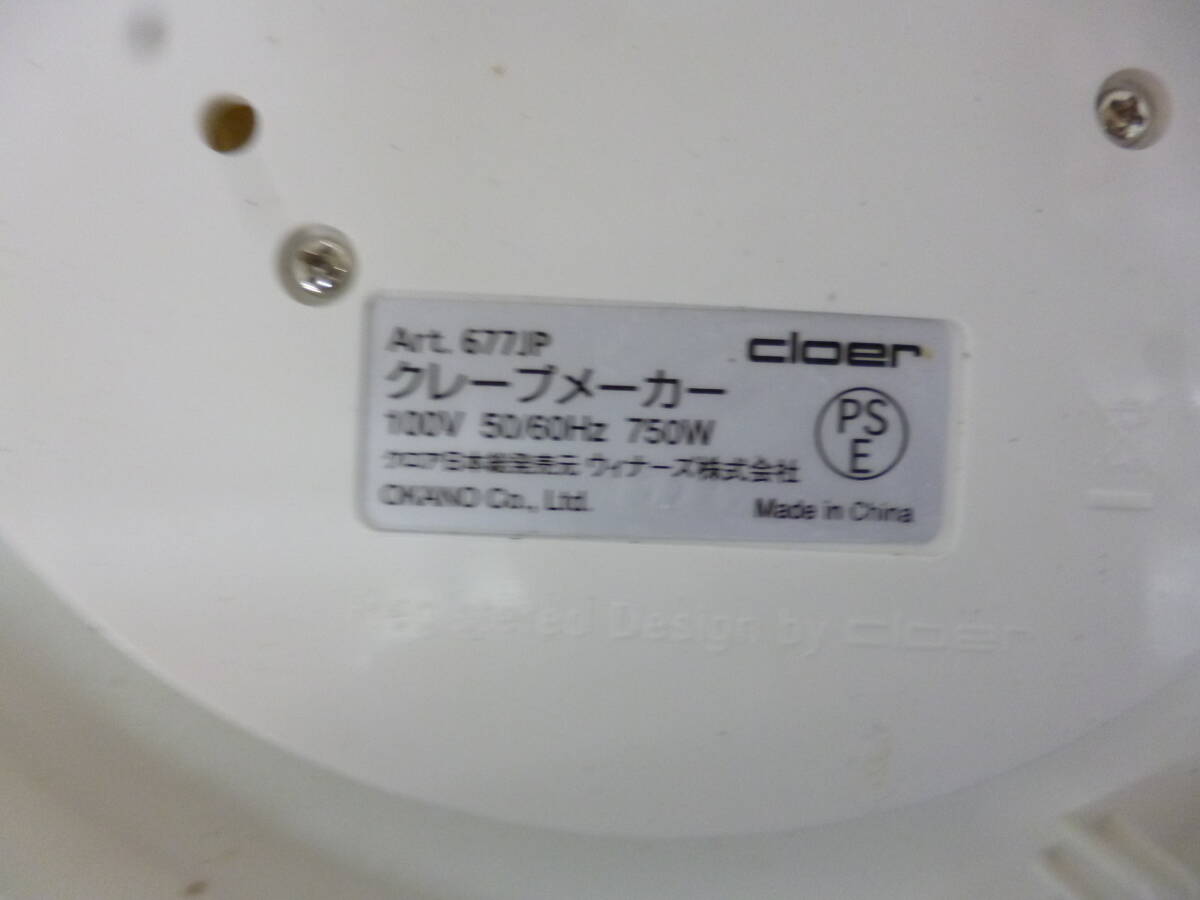 Art. 677JP
cloer
クレープメーカー
PS
E
100V 50/60Hz 750W
クロア日本総発売元 ウィナーズ株式会社
OKANO Co., Ltd.
Made in China
Registered Design by cloer